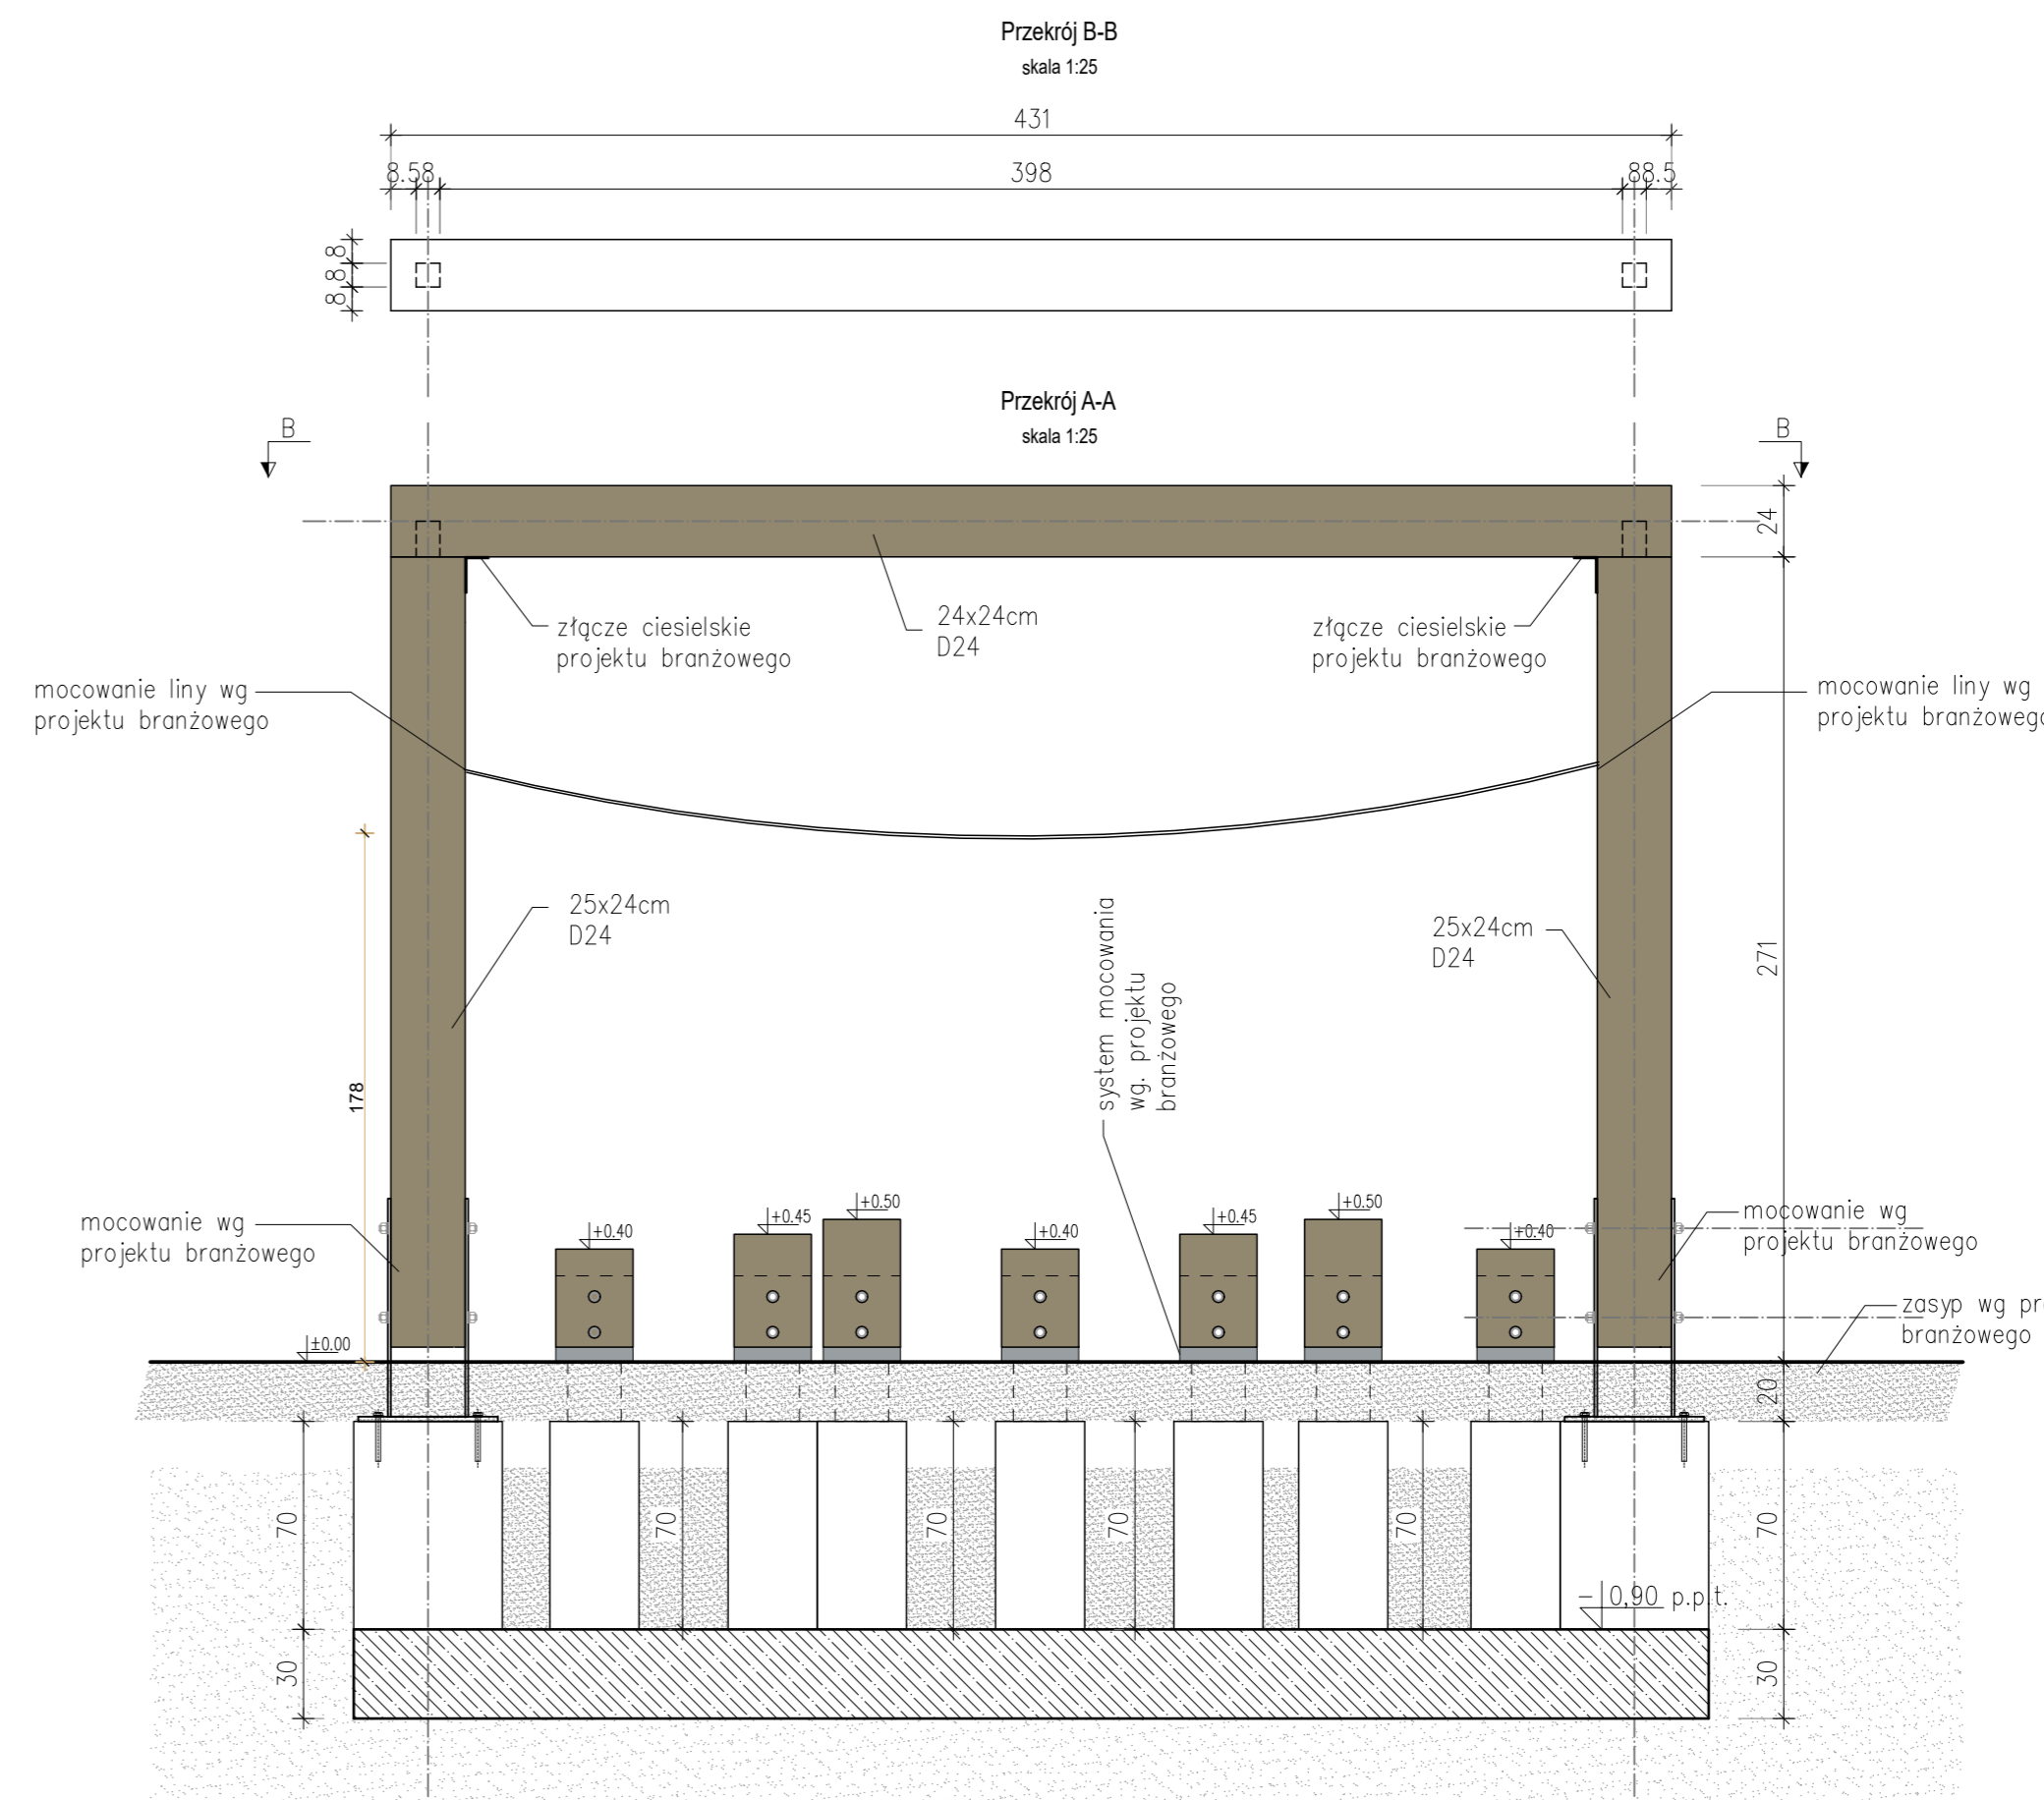 Przekrój B-B
skala 1:25
431
8.58
398
88.5
8
8
8
Przekrój A-A
skala 1:25
B
B
24
złącze ciesielskie
projektu branżowego
24x24cm
D24
złącze ciesielskie
projektu branżowego
mocowanie liny wg
projektu branżowego
mocowanie liny wg
projektu branżowego
25x24cm
D24
system mocowania
wg. projektu
branżowego
25x24cm
D24
271
178
mocowanie wg
projektu branżowego
+0.40
+0.45
+0.50
+0.40
+0.45
+0.50
+0.40
mocowanie wg
projektu branżowego
zasyp wg pr
branżowego
±0.00
20
70
70
70
70
70
70
- 0,90 p.p.t.
30
30